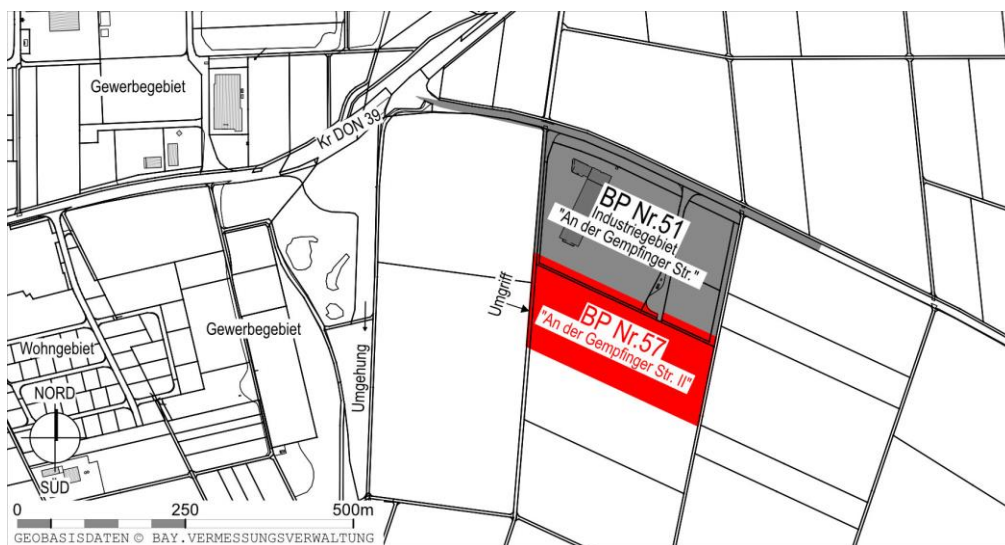 Gewerbegebiet
Kr DON 39
BP Nr.51
Industriegebiet
"An der Gempfinger Str."
Umgriff
BP Nr.57
"An der Gempfinger Str. II"
Gewerbegebiet
Umgehung
Wohngebiet
NORD
SÜD
0 250 500m
GEOBASISDATEN © BAY.VERMESSUNGSVERWALTUNG